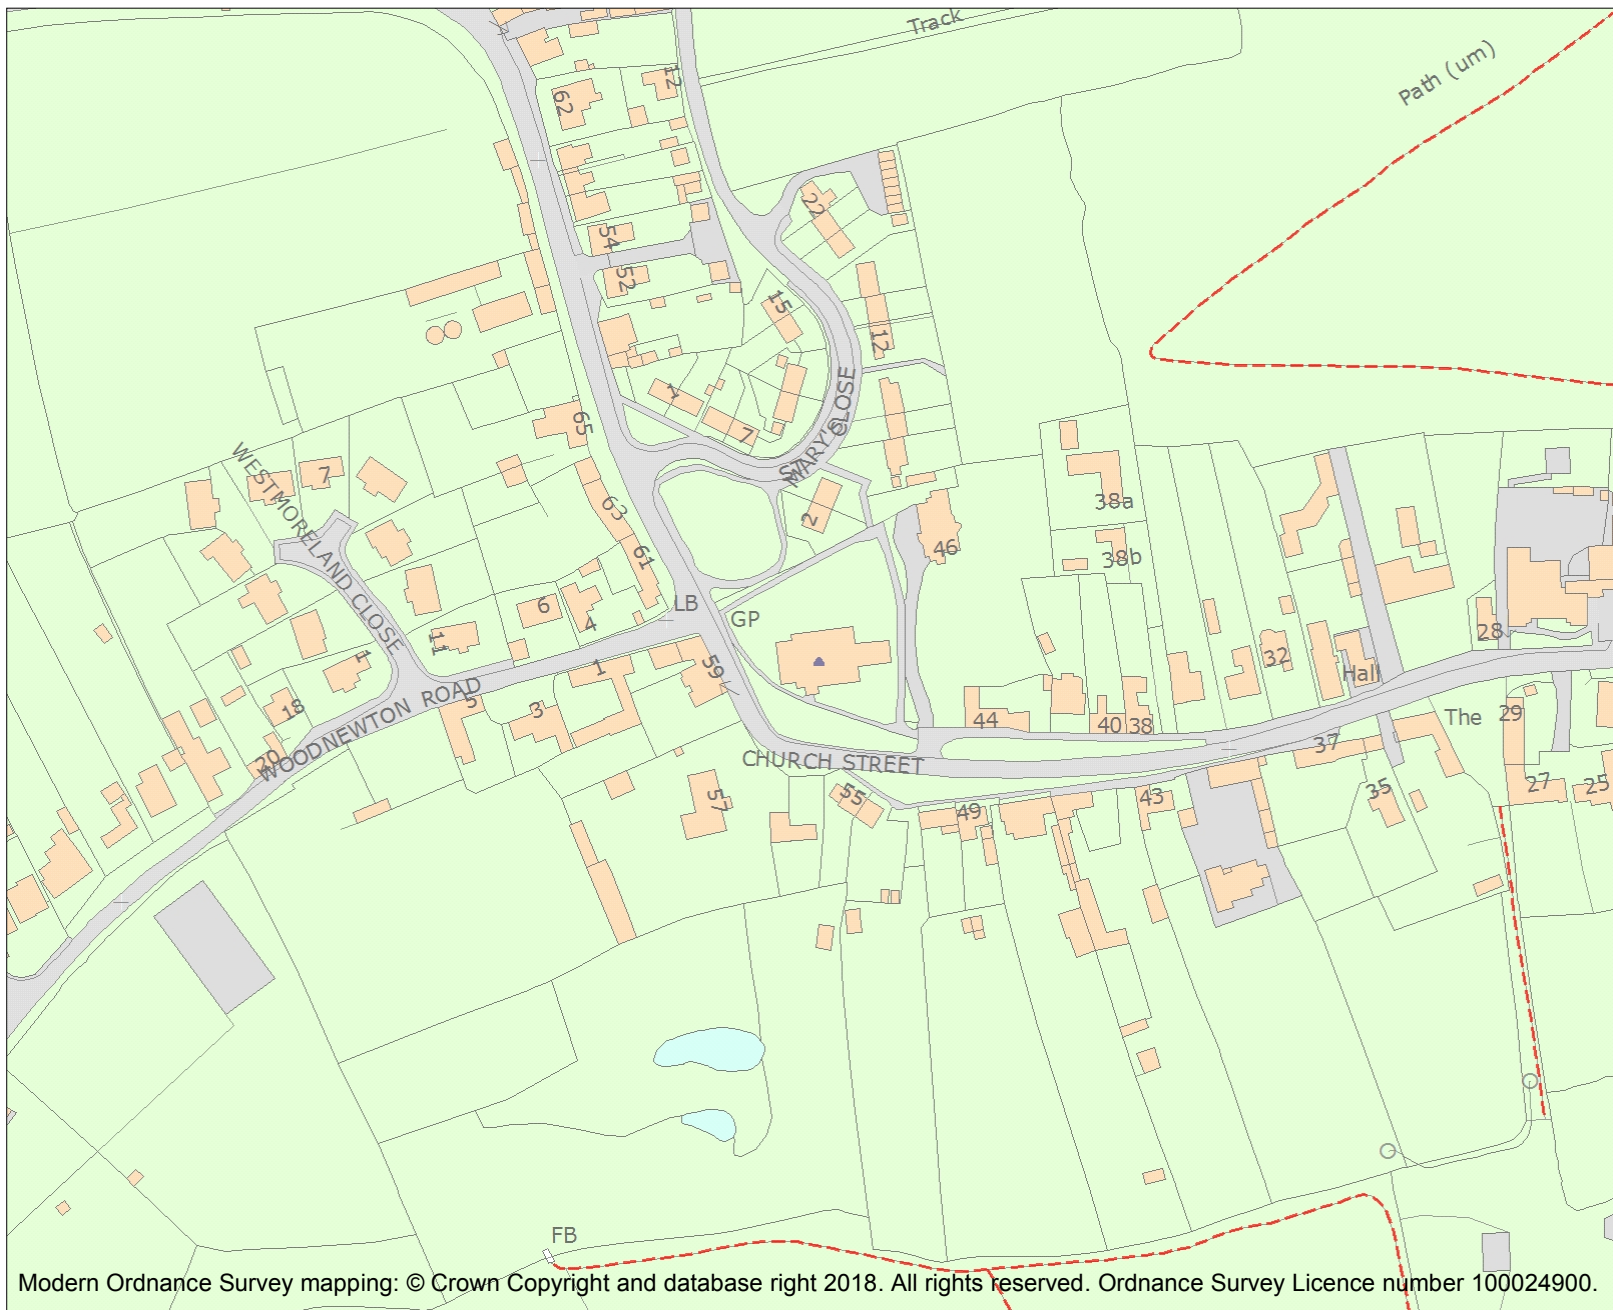 Track
Path (um)
62
12
22
54
52
15
12
1
7
ST MARY'S CLOSE
65
WESTMORELAND CLOSE
7
63
2
38a
46
38b
61
6
LB
GP
4
28
11
1
1
59
32
Hall
18
5
3
WOODNEWTON ROAD
44
40
38
The
29
20
CHURCH STREET
37
57
55
49
43
35
27
25
FB
Modern Ordnance Survey mapping: © Crown Copyright and database right 2018. All rights reserved. Ordnance Survey Licence number 100024900.